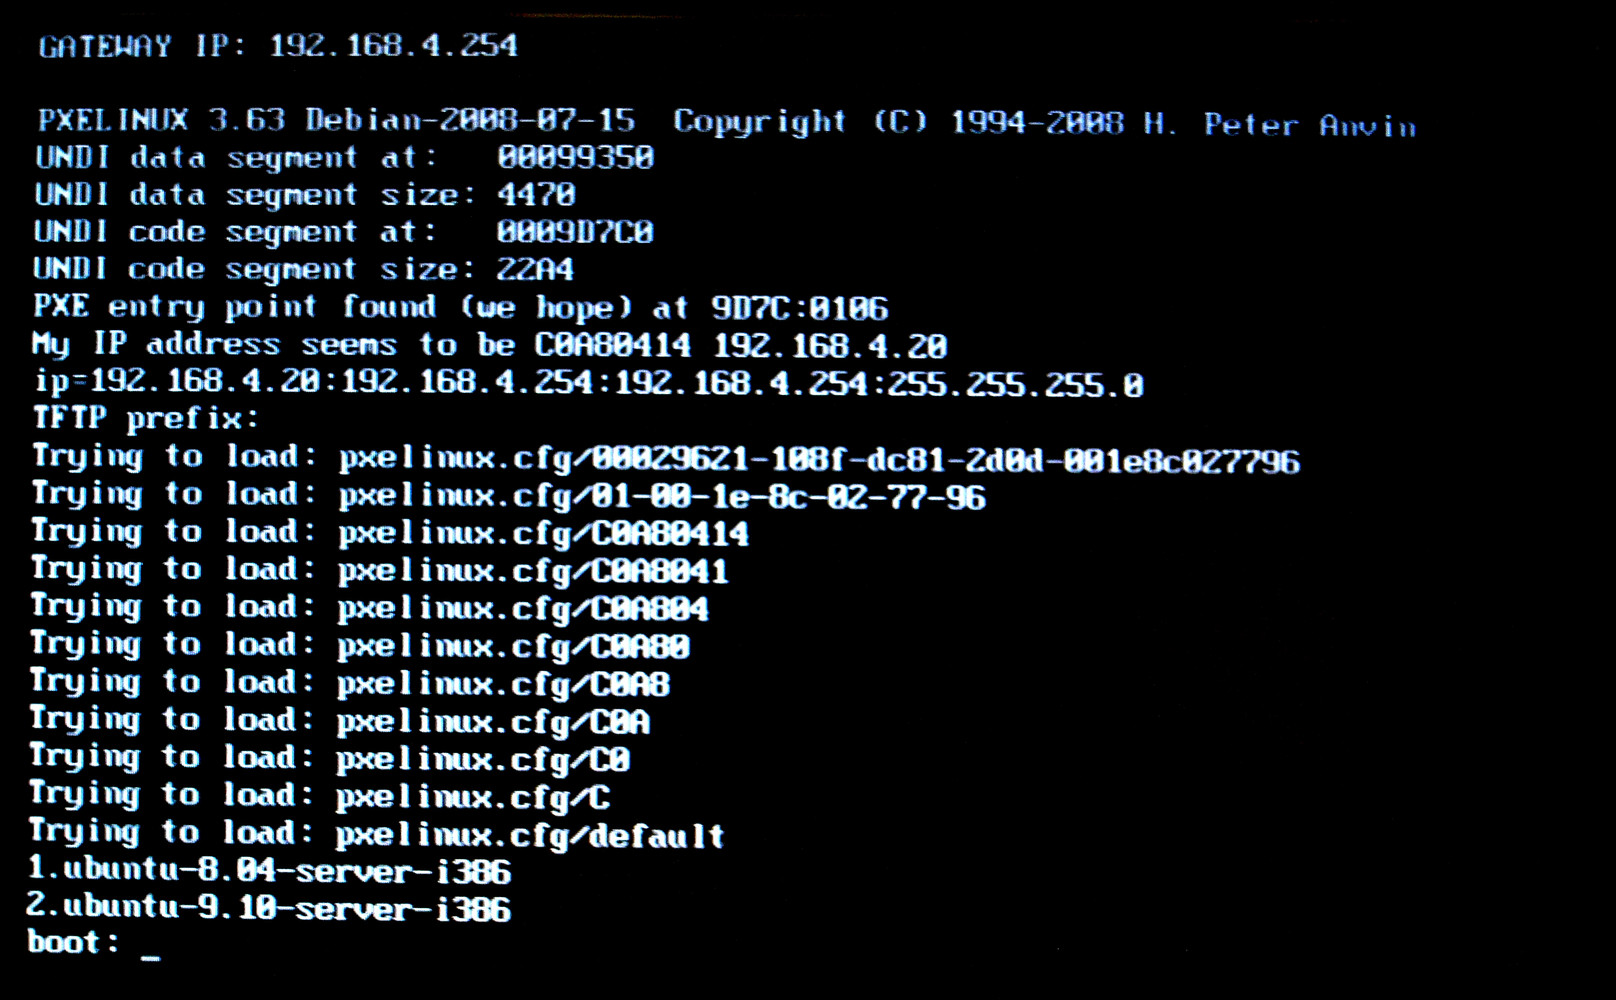 GATEWAY IP: 192.168.4.254
PXELINUX 3.63 Debian-2008-07-15  Copyright (C) 1994-2008 H. Peter Anvin
UNDI data segment at:   00099350
UNDI data segment size: 4470
UNDI code segment at:   0009D7C0
UNDI code segment size: 22A4
PXE entry point found (we hope) at 9D7C:0106
My IP address seems to be C0A80414 192.168.4.20
ip=192.168.4.20:192.168.4.254:192.168.4.254:255.255.255.0
TFTP prefix:
Trying to load: pxelinux.cfg/00029621-108f-dc81-2d0d-001e8c027796
Trying to load: pxelinux.cfg/01-00-1e-8c-02-77-96
Trying to load: pxelinux.cfg/C0A80414
Trying to load: pxelinux.cfg/C0A8041
Trying to load: pxelinux.cfg/C0A804
Trying to load: pxelinux.cfg/C0A80
Trying to load: pxelinux.cfg/C0A8
Trying to load: pxelinux.cfg/C0A
Trying to load: pxelinux.cfg/C0
Trying to load: pxelinux.cfg/C
Trying to load: pxelinux.cfg/default
1.ubuntu-8.04-server-i386
2.ubuntu-9.10-server-i386
boot: _